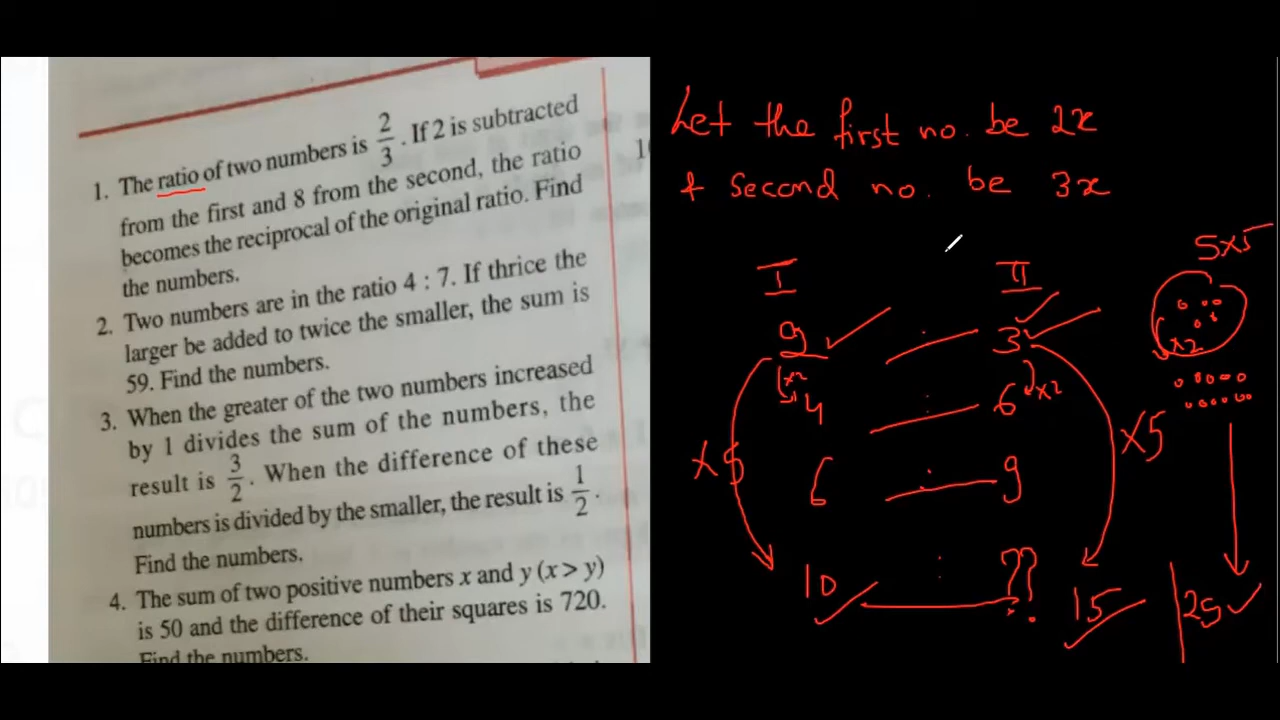 1. The ratio of two numbers is 2/3. If 2 is subtracted
from the first and 8 from the second, the ratio
becomes the reciprocal of the original ratio. Find
the numbers.
2. Two numbers are in the ratio 4 : 7. If thrice the
larger be added to twice the smaller, the sum is
59. Find the numbers.
3. When the greater of the two numbers increased
by 1 divides the sum of the numbers, the
result is 3/2. When the difference of these
numbers is divided by the smaller, the result is 1/2.
Find the numbers.
4. The sum of two positive numbers x and y (x > y)
is 50 and the difference of their squares is 720.
Find the numbers.
Let the first no. be 2x
& second no. be 3x
I II
2 : 3
x2 x2
4 : 6
6 : 9
10 : ??
x5
x5
15
5x5
x2
25